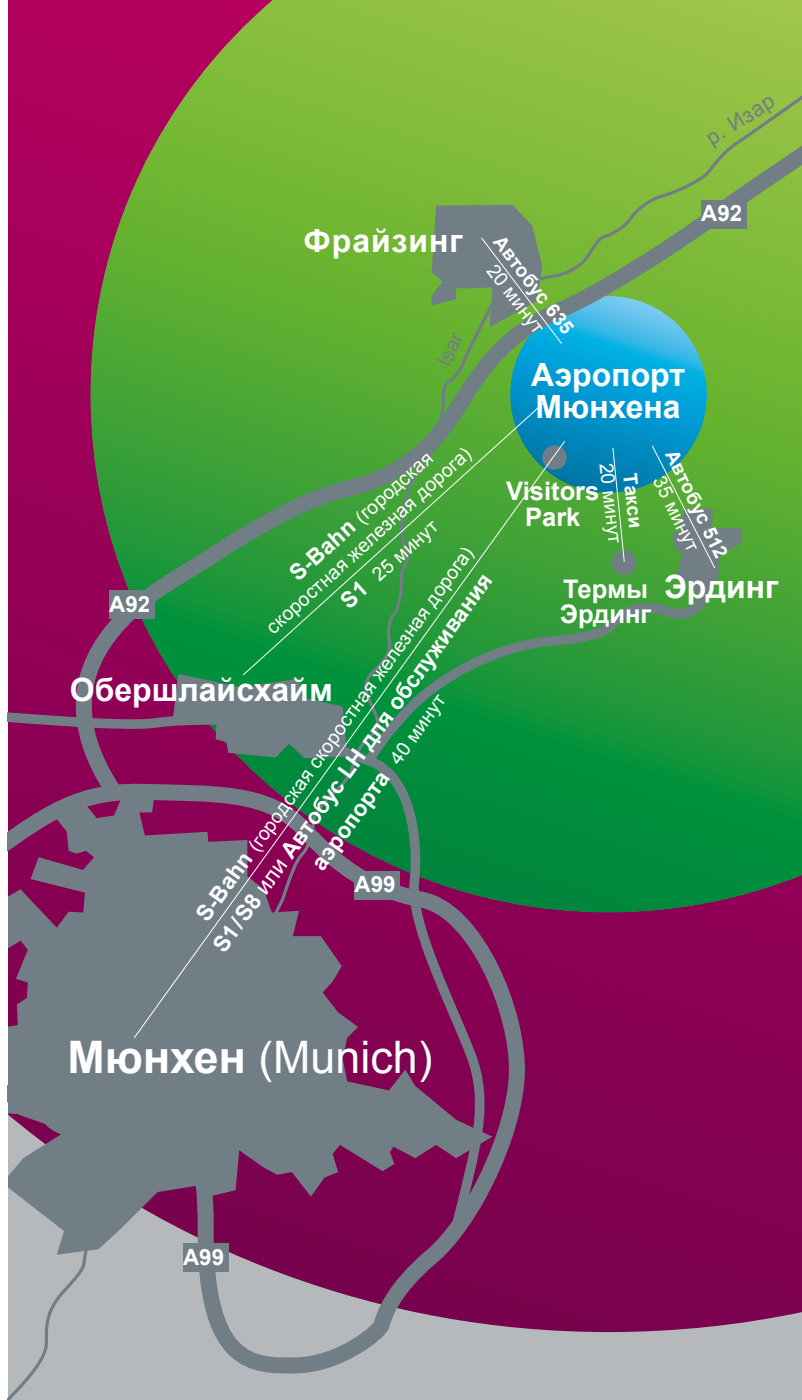 р. Изар
A92
Фрайзинг
Автобус 635
20 минут
Isar
Аэропорт
Мюнхена
Visitors
Park
Такси
20 минут
Автобус 512
35 минут
Термы
Эрдинг
Эрдинг
S-Bahn (городская
скоростная железная дорога)
S1 25 минут
A92
Обершлайсхайм
S-Bahn (городская скоростная железная дорога)
S1/S8 или Автобус LH для обслуживания
аэропорта 40 минут
A99
Мюнхен (Munich)
A99